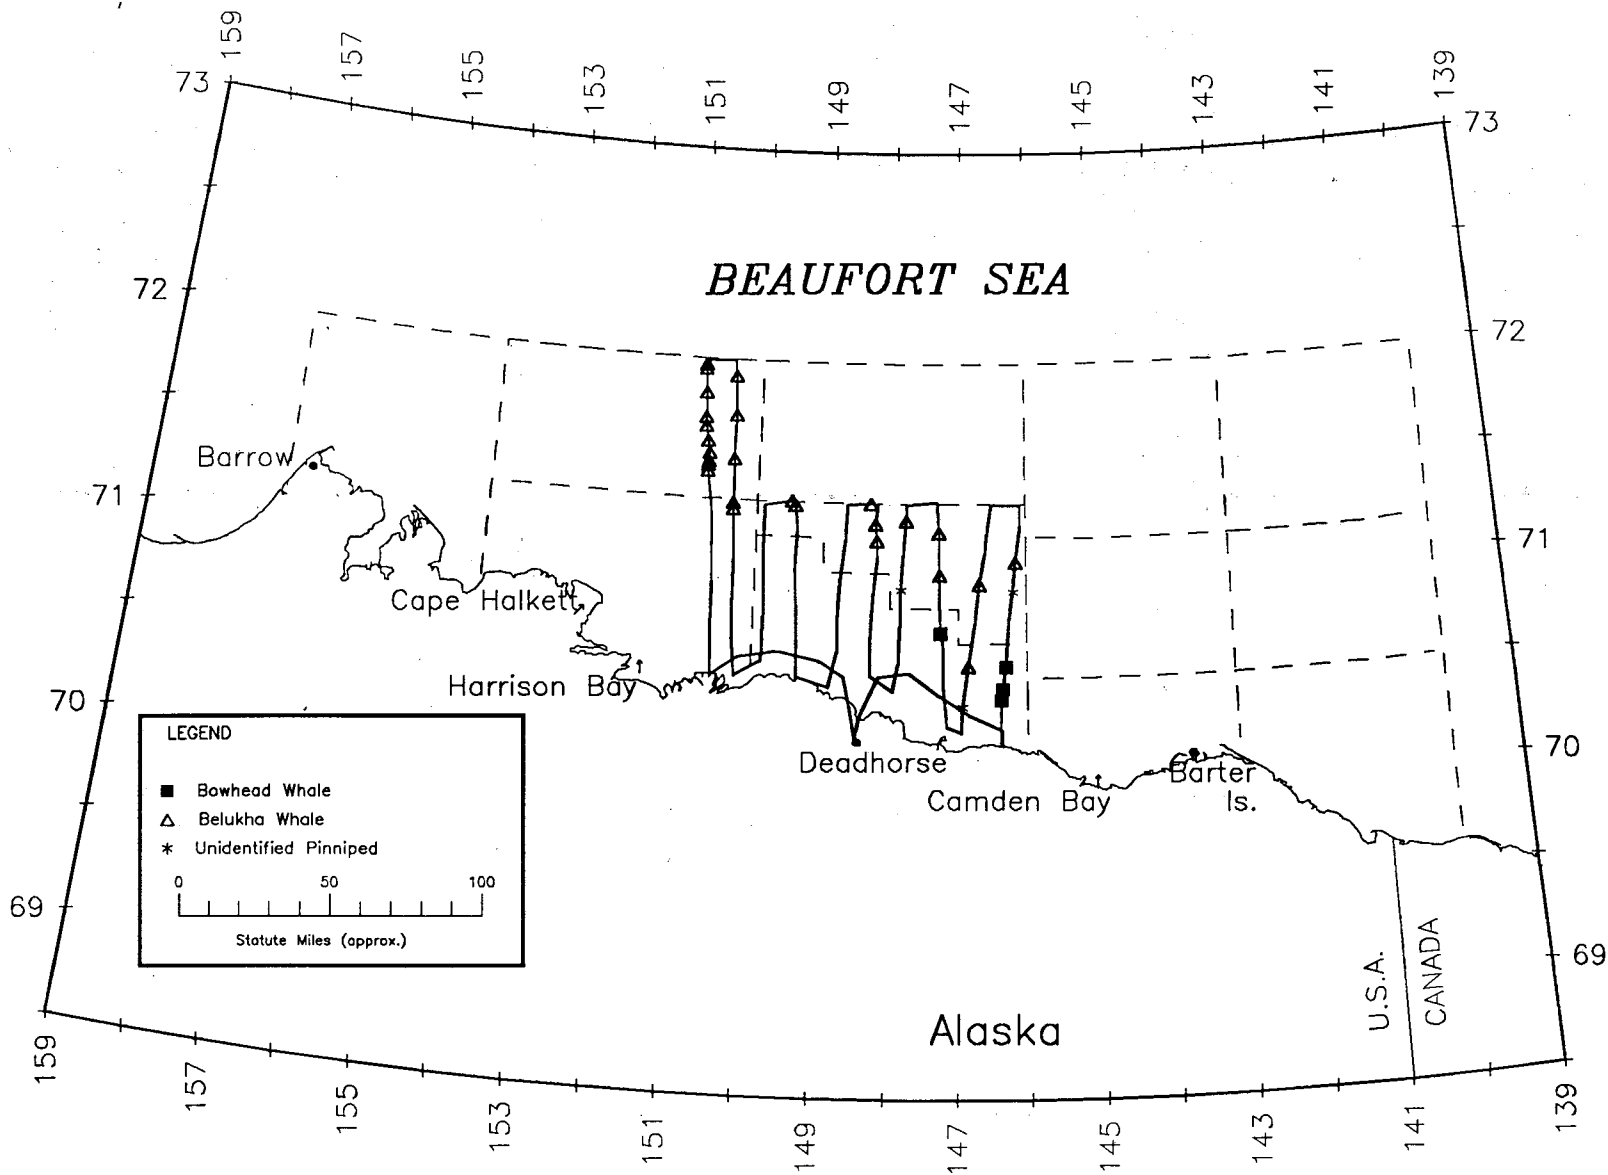 159
157
155
153
151
149
147
145
143
141
139
73
73
72
72
BEAUFORT SEA
Barrow
71
71
Cape Halkett
Harrison Bay
70
70
Deadhorse
Camden Bay
Barter
Is.
LEGEND
Bowhead Whale
Belukha Whale
Unidentified Pinniped
0 50 100
Statute Miles (approx.)
69
69
U.S.A.
CANADA
Alaska
159
157
155
153
151
149
147
145
143
141
139